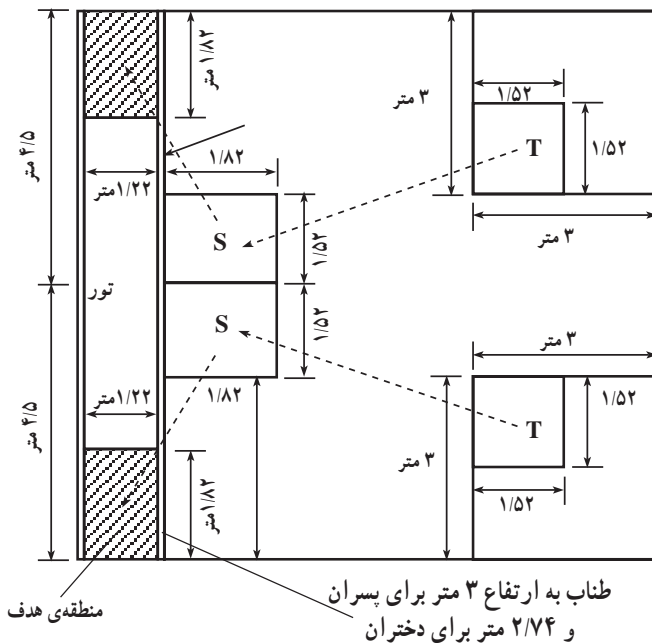 ۱/۸۲ متر
۴/۵ متر
۳ متر
۱/۵۲
T
۱/۵۲
۱/۸۲
۱/۲۲متر
۳ متر
S
۱/۵۲
تور
S
۱/۵۲
۳ متر
۱/۲۲متر
۱/۸۲
۴/۵ متر
۱/۵۲
T
۳ متر
۱/۵۲
۱/۸۲متر
طناب به ارتفاع ۳ متر برای پسران
و ۲/۷۴ متر برای دختران
منطقه‌ی هدف